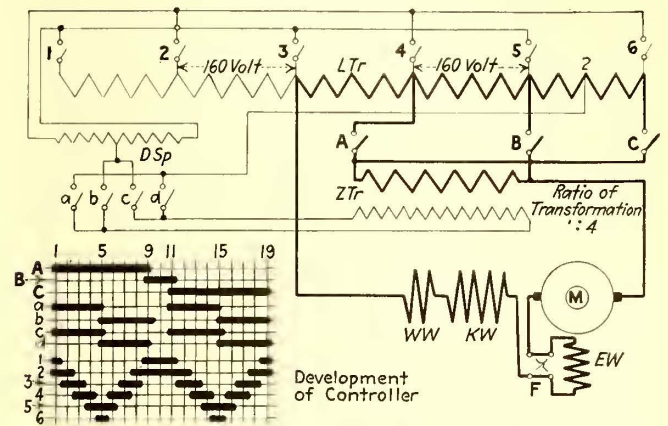 1 2 3 4 5 6
160 Volt LTr 160 Volt 2
A B C
DSp
ZTr
a b c d
Ratio of
Transformation
1:4
1 5 9 11 15 19
A
B
C
a
b
c
d
1
2
3
4
5
6
Development
of Controller
WW KW
M
EW
F